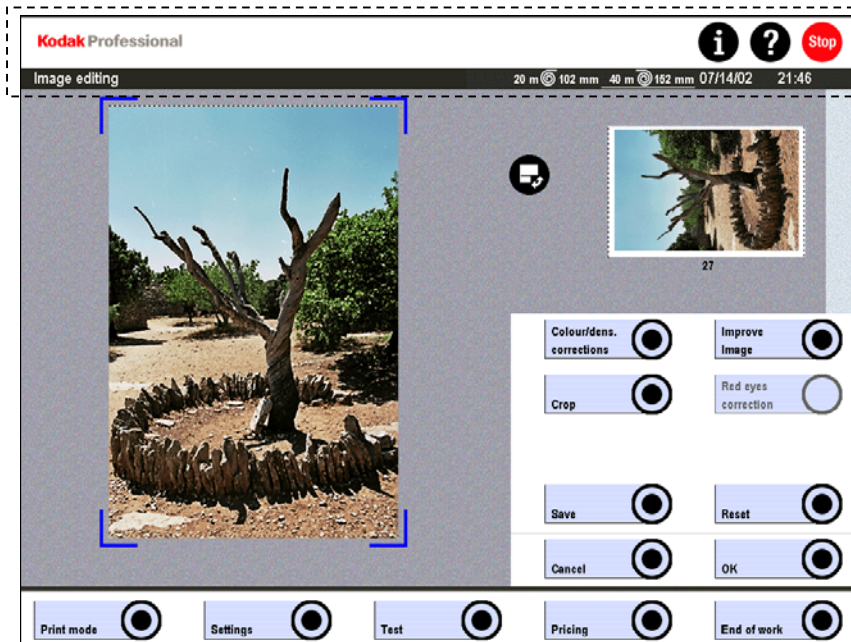 Kodak Professional
i ? Stop
Image editing 20 m 102 mm 40 m 152 mm 07/14/02 21:46
27
Colour/dens.
corrections
Improve
Image
Crop
Red eyes
correction
Save Reset
Cancel OK
Print mode Settings Test Pricing End of work